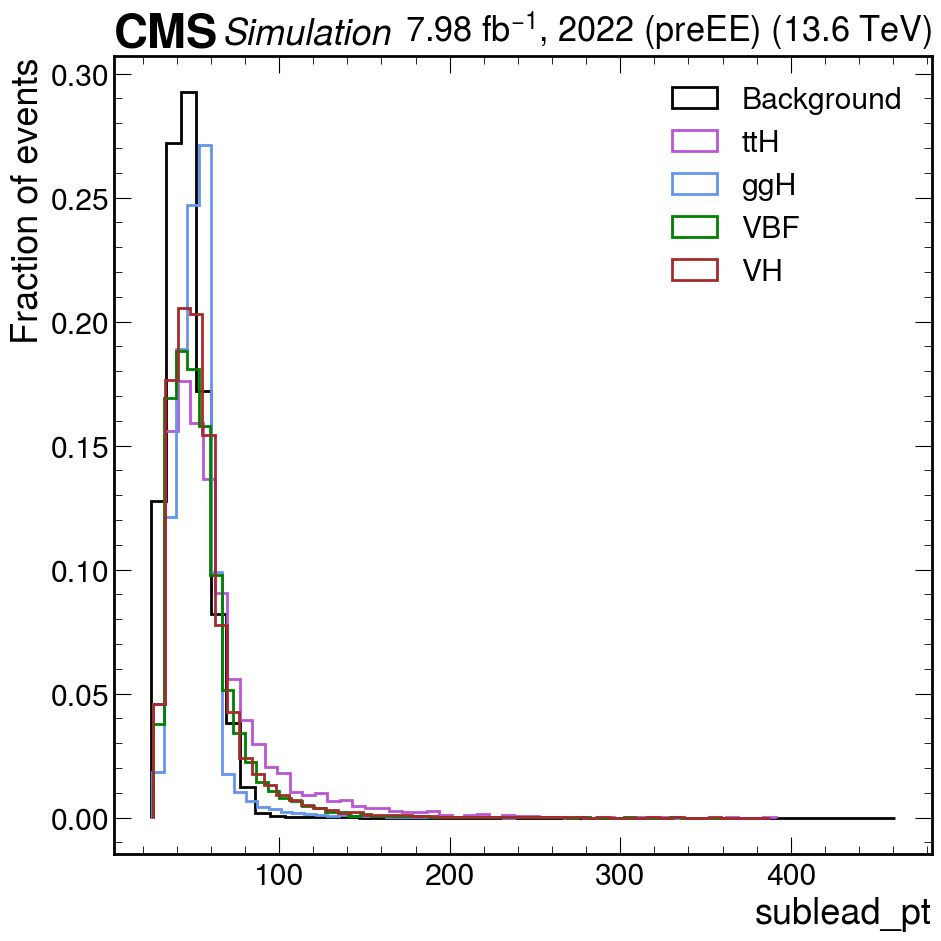 CMS Simulation 7.98 fb⁻¹, 2022 (preEE) (13.6 TeV)
Fraction of events
0.30
0.25
0.20
0.15
0.10
0.05
0.00
Background
ttH
ggH
VBF
VH
100 200 300 400
sublead_pt